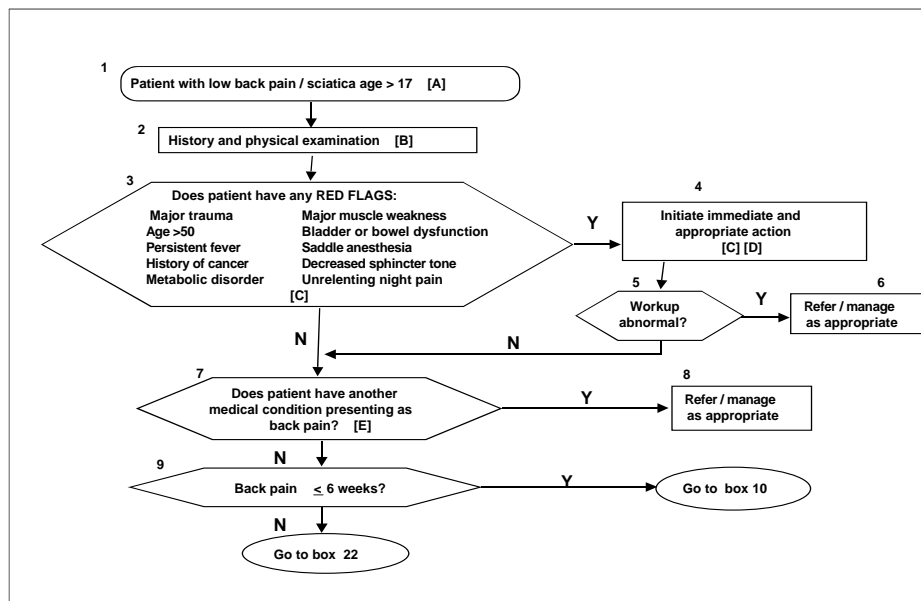 1
Patient with low back pain / sciatica age > 17 [A]
2
History and physical examination [B]
3
Does patient have any RED FLAGS:
Major trauma
Age >50
Persistent fever
History of cancer
Metabolic disorder
Major muscle weakness
Bladder or bowel dysfunction
Saddle anesthesia
Decreased sphincter tone
Unrelenting night pain
[C]
Y
4
Initiate immediate and
appropriate action
[C] [D]
5
Workup
abnormal?
Y
6
Refer / manage
as appropriate
N
N
7
Does patient have another
medical condition presenting as
back pain? [E]
Y
8
Refer / manage
as appropriate
N
9
Back pain ≤ 6 weeks?
Y
Go to box 10
N
Go to box 22